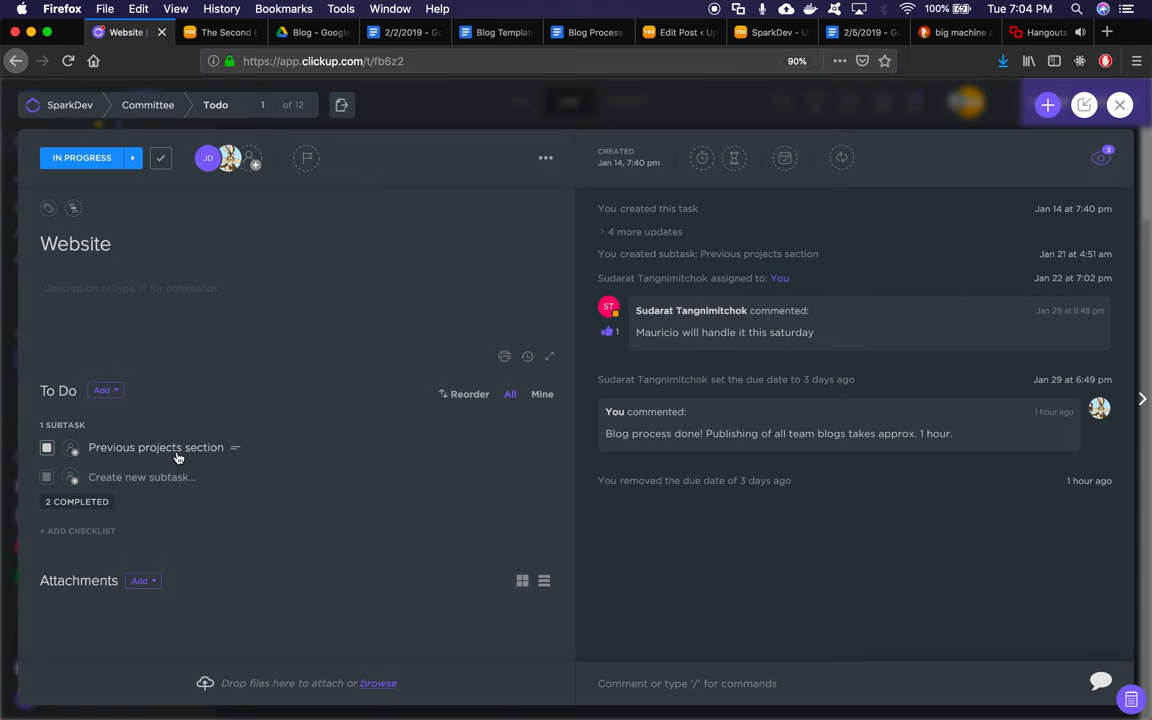 Firefox File Edit View History Bookmarks Tools Window Help 100% Tue 7:04 PM
Website | The Second E Blog - Google 2/2/2019 - Go Blog Templat Blog Process Edit Post ‹ Up SparkDev - U 2/5/2019 - Go big machine a Hangouts
https://app.clickup.com/t/fb6z2 90%
SparkDev Committee Todo 1 of 12
IN PROGRESS JD
CREATED
Jan 14, 7:40 pm
3
You created this task Jan 14 at 7:40 pm
4 more updates
Website
You created subtask: Previous projects section Jan 21 at 4:51 am
Sudarat Tangnimitchok assigned to: You Jan 22 at 7:02 pm
Description or type '/' for commands
ST Sudarat Tangnimitchok commented: Jan 29 at 6:48 pm
1 Mauricio will handle it this saturday
Sudarat Tangnimitchok set the due date to 3 days ago Jan 29 at 6:49 pm
To Do Add Reorder All Mine
You commented: 1 hour ago
Blog process done! Publishing of all team blogs takes approx. 1 hour.
1 SUBTASK
Previous projects section
Create new subtask...
You removed the due date of 3 days ago 1 hour ago
2 COMPLETED
+ ADD CHECKLIST
Attachments Add
Drop files here to attach or browse
Comment or type '/' for commands